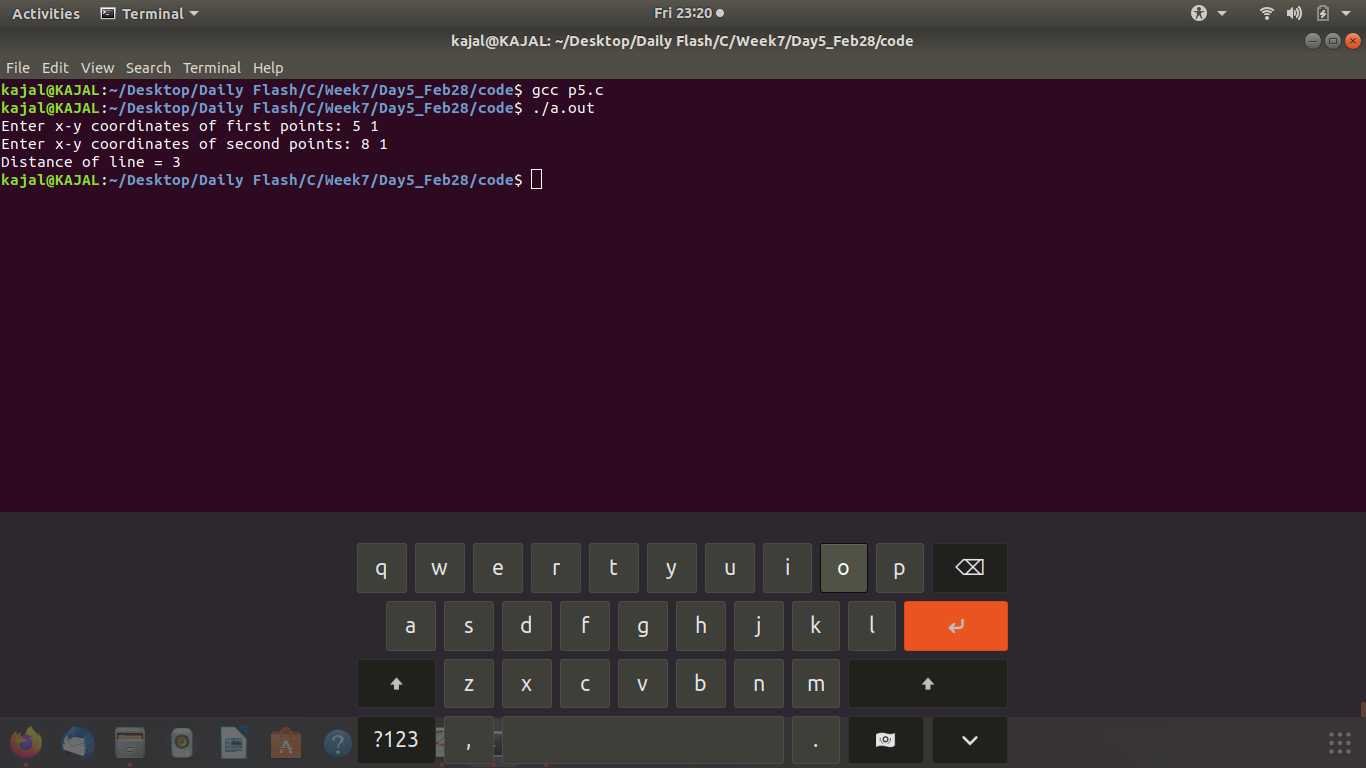 Activities Terminal Fri 23:20
kajal@KAJAL: ~/Desktop/Daily Flash/C/Week7/Day5_Feb28/code
File Edit View Search Terminal Help
kajal@KAJAL:~/Desktop/Daily Flash/C/Week7/Day5_Feb28/code$ gcc p5.c
kajal@KAJAL:~/Desktop/Daily Flash/C/Week7/Day5_Feb28/code$ ./a.out
Enter x-y coordinates of first points: 5 1
Enter x-y coordinates of second points: 8 1
Distance of line = 3
kajal@KAJAL:~/Desktop/Daily Flash/C/Week7/Day5_Feb28/code$
q w e r t y u i o p
a s d f g h j k l
z x c v b n m
?123 , .